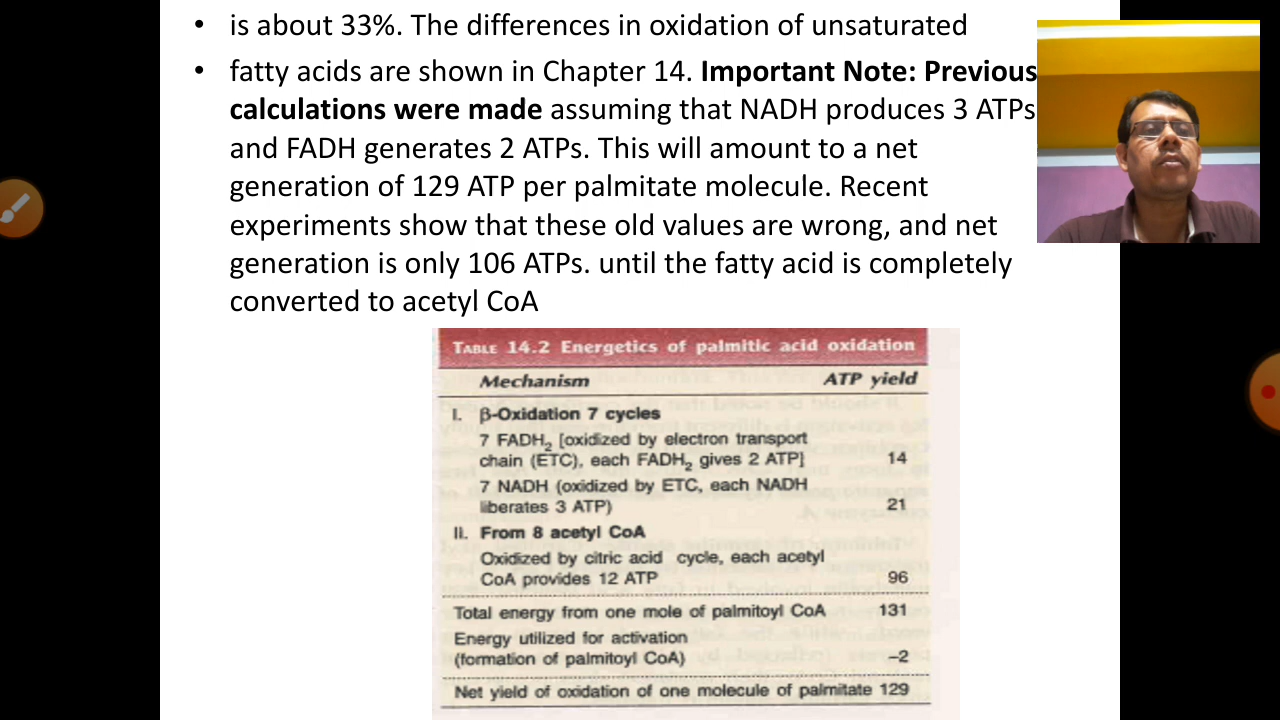 • is about 33%. The differences in oxidation of unsaturated
• fatty acids are shown in Chapter 14. Important Note: Previous
calculations were made assuming that NADH produces 3 ATPs
and FADH generates 2 ATPs. This will amount to a net
generation of 129 ATP per palmitate molecule. Recent
experiments show that these old values are wrong, and net
generation is only 106 ATPs. until the fatty acid is completely
converted to acetyl CoA
TABLE 14.2 Energetics of palmitic acid oxidation
Mechanism ATP yield
I. β-Oxidation 7 cycles
7 FADH₂ [oxidized by electron transport
chain (ETC), each FADH₂ gives 2 ATP] 14
7 NADH (oxidized by ETC, each NADH
liberates 3 ATP) 21
II. From 8 acetyl CoA
Oxidized by citric acid cycle, each acetyl
CoA provides 12 ATP 96
Total energy from one mole of palmitoyl CoA 131
Energy utilized for activation
(formation of palmitoyl CoA) –2
Net yield of oxidation of one molecule of palmitate 129